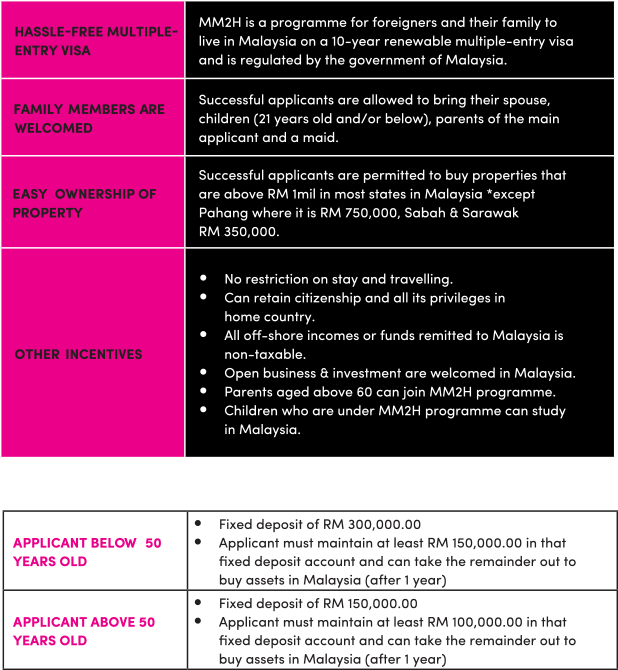 HASSLE-FREE MULTIPLE-
ENTRY VISA
MM2H is a programme for foreigners and their family to
live in Malaysia on a 10-year renewable multiple-entry visa
and is regulated by the government of Malaysia.
FAMILY MEMBERS ARE
WELCOMED
Successful applicants are allowed to bring their spouse,
children (21 years old and/or below), parents of the main
applicant and a maid.
EASY OWNERSHIP OF
PROPERTY
Successful applicants are permitted to buy properties that
are above RM 1mil in most states in Malaysia *except
Pahang where it is RM 750,000, Sabah & Sarawak
RM 350,000.
OTHER INCENTIVES
• No restriction on stay and travelling.
• Can retain citizenship and all its privileges in
home country.
• All off-shore incomes or funds remitted to Malaysia is
non-taxable.
• Open business & investment are welcomed in Malaysia.
• Parents aged above 60 can join MM2H programme.
• Children who are under MM2H programme can study
in Malaysia.
APPLICANT BELOW 50
YEARS OLD
• Fixed deposit of RM 300,000.00
• Applicant must maintain at least RM 150,000.00 in that
fixed deposit account and can take the remainder out to
buy assets in Malaysia (after 1 year)
APPLICANT ABOVE 50
YEARS OLD
• Fixed deposit of RM 150,000.00
• Applicant must maintain at least RM 100,000.00 in that
fixed deposit account and can take the remainder out to
buy assets in Malaysia (after 1 year)